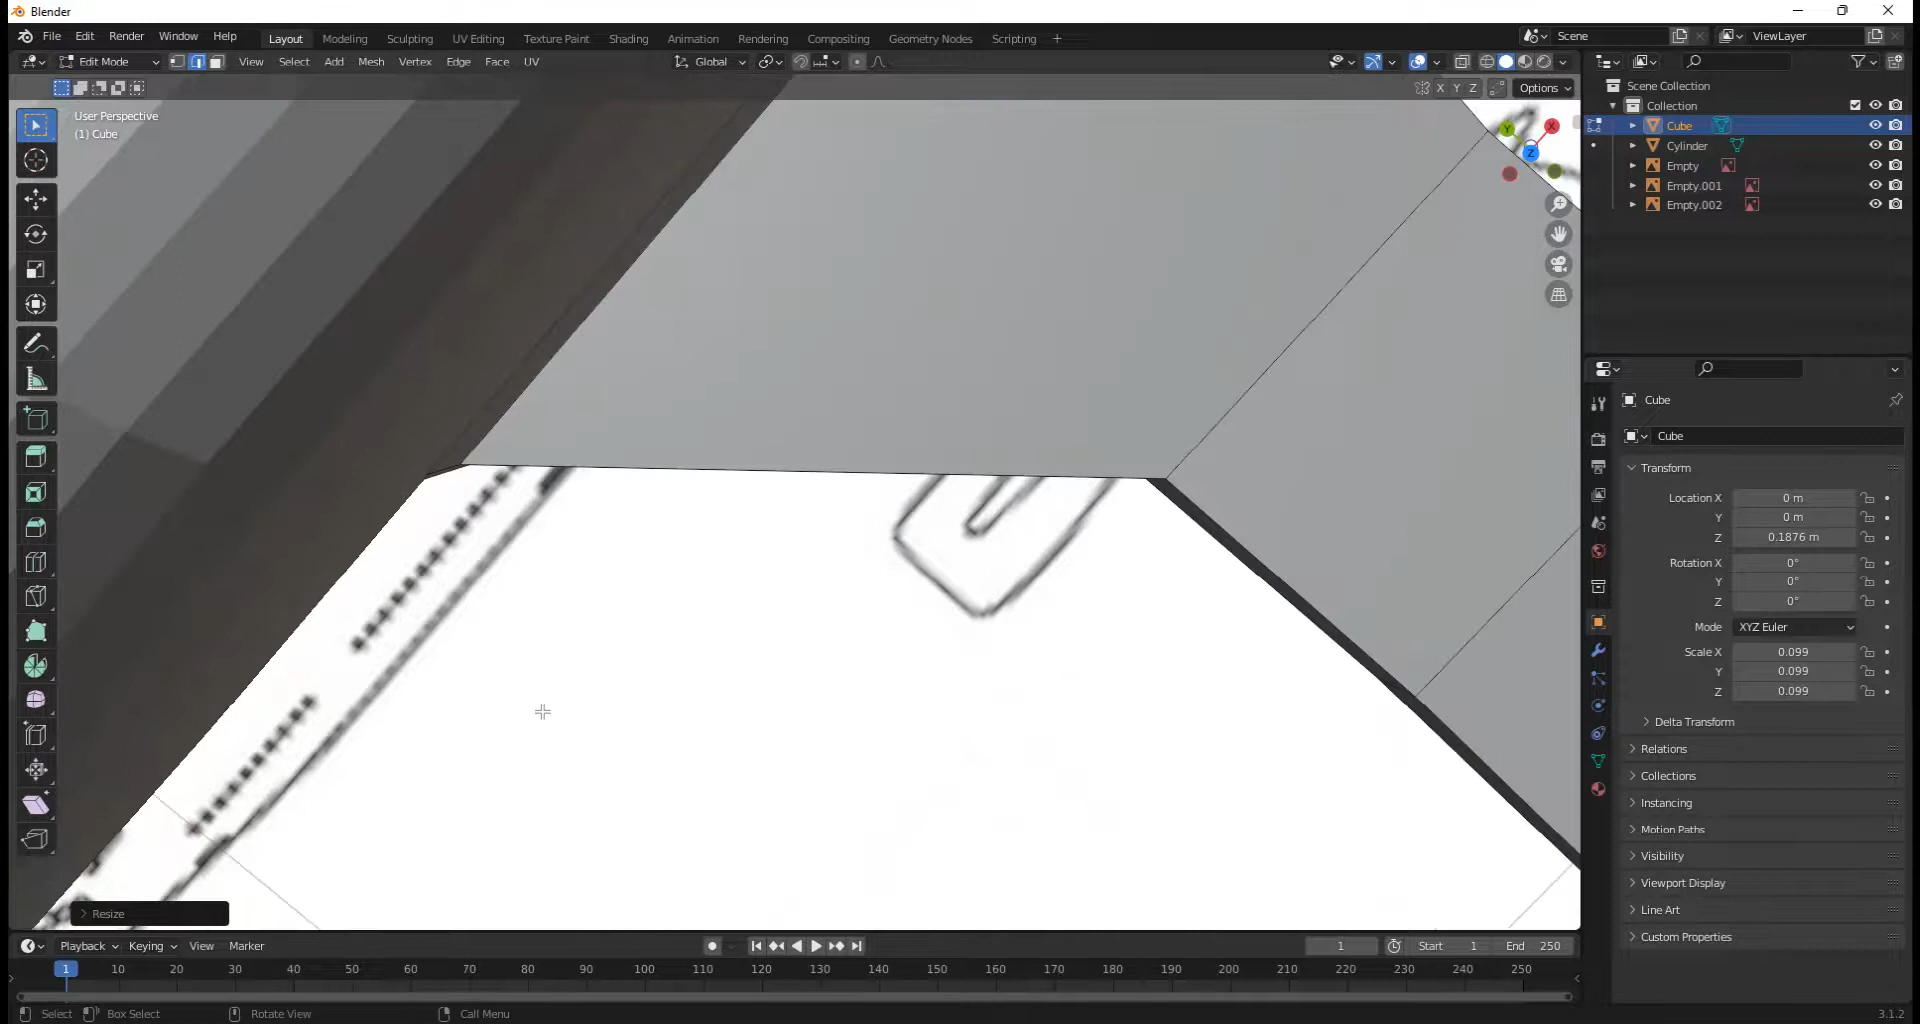 Blender
File Edit Render Window Help Layout Modeling Sculpting UV Editing Texture Paint Shading Animation Rendering Compositing Geometry Nodes Scripting + Scene ViewLayer
Edit Mode View Select Add Mesh Vertex Edge Face UV Global
X Y Z Options
User Perspective
(1) Cube
Y X Z
Scene Collection
Collection
Cube
Cylinder
Empty
Empty.001
Empty.002
Cube
Cube
Transform
Location X 0 m
Y 0 m
Z 0.1876 m
Rotation X 0°
Y 0°
Z 0°
Mode XYZ Euler
Scale X 0.099
Y 0.099
Z 0.099
Delta Transform
Relations
Collections
Instancing
Motion Paths
Visibility
Viewport Display
Line Art
Custom Properties
Resize
Playback Keying View Marker 1 Start 1 End 250
1 10 20 30 40 50 60 70 80 90 100 110 120 130 140 150 160 170 180 190 200 210 220 230 240 250
Select Box Select Rotate View Call Menu 3.1.2